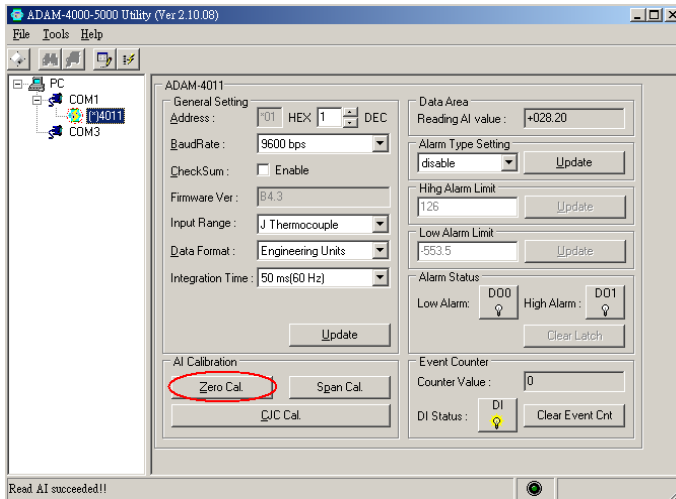 ADAM-4000-5000 Utility (Ver 2.10.08)
File Tools Help
PC
COM1
(*)4011
COM3
ADAM-4011
General Setting
Address : *01 HEX 1 DEC
BaudRate : 9600 bps
CheckSum : Enable
Firmware Ver : B4.3
Input Range : J Thermocouple
Data Format : Engineering Units
Integration Time : 50 ms(60 Hz)
Update
AI Calibration
Zero Cal.
Span Cal.
CJC Cal.
Data Area
Reading AI value : +028.20
Alarm Type Setting
disable Update
Hihg Alarm Limit
126 Update
Low Alarm Limit
-553.5 Update
Alarm Status
Low Alarm: DO0 High Alarm : DO1
Clear Latch
Event Counter
Counter Value : 0
DI Status : DI Clear Event Cnt
Read AI succeeded!!